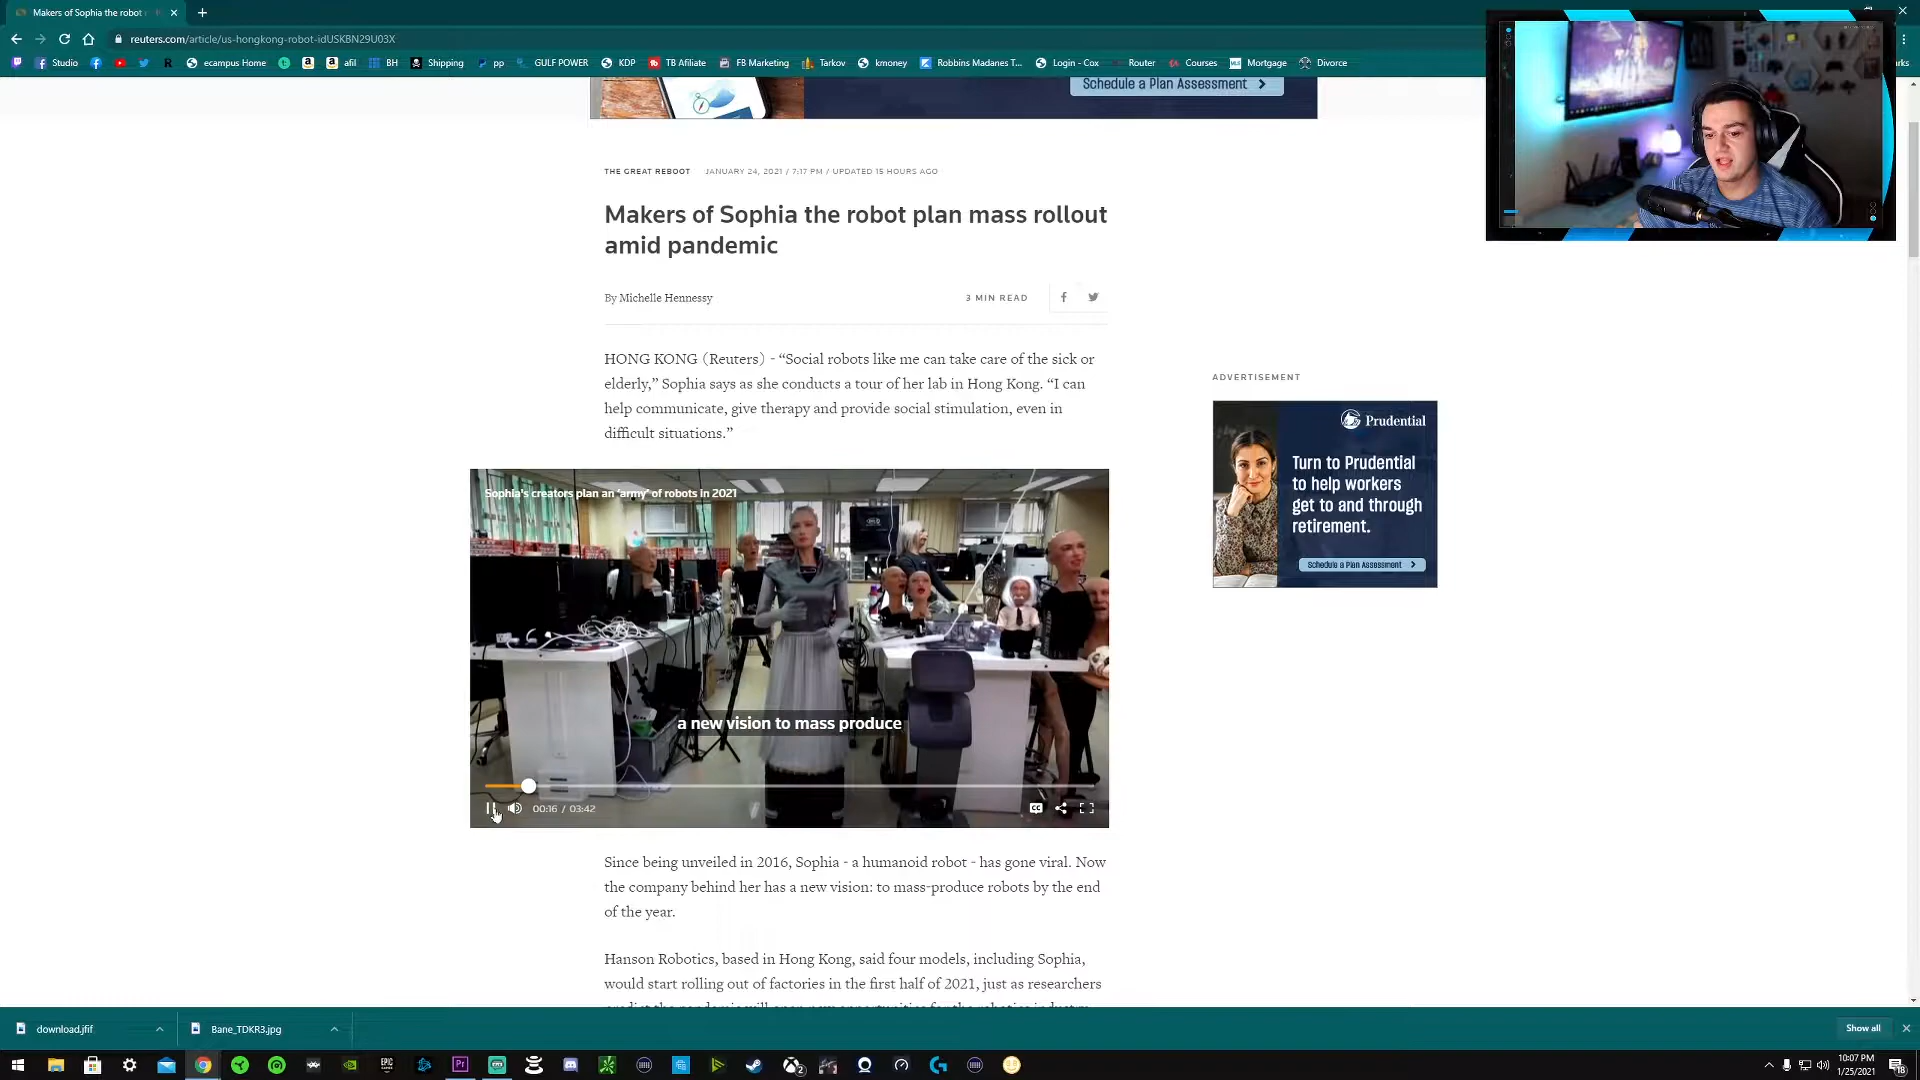 Makers of Sophia the robot
reuters.com/article/us-hongkong-robot-idUSKBN29U03X
Studio ecampus Home afil BH Shipping pp GULF POWER KDP TB Afiliate FB Marketing Tarkov kmoney Robbins Madanes T... Login - Cox Router Courses Mortgage Divorce
Schedule a Plan Assessment
THE GREAT REBOOT JANUARY 24, 2021 / 7:17 PM / UPDATED 15 HOURS AGO
Makers of Sophia the robot plan mass rollout
amid pandemic
By Michelle Hennessy 3 MIN READ
HONG KONG (Reuters) - “Social robots like me can take care of the sick or
elderly,” Sophia says as she conducts a tour of her lab in Hong Kong. “I can
help communicate, give therapy and provide social stimulation, even in
difficult situations.”
ADVERTISEMENT
Prudential
Turn to Prudential
to help workers
get to and through
retirement.
Schedule a Plan Assessment
Sophia's creators plan an 'army' of robots in 2021
a new vision to mass produce
00:16 / 03:42
CC
Since being unveiled in 2016, Sophia - a humanoid robot - has gone viral. Now
the company behind her has a new vision: to mass-produce robots by the end
of the year.
Hanson Robotics, based in Hong Kong, said four models, including Sophia,
would start rolling out of factories in the first half of 2021, just as researchers
download.jfif
Bane_TDKR3.jpg
Show all
Pr
10:07 PM
1/25/2021